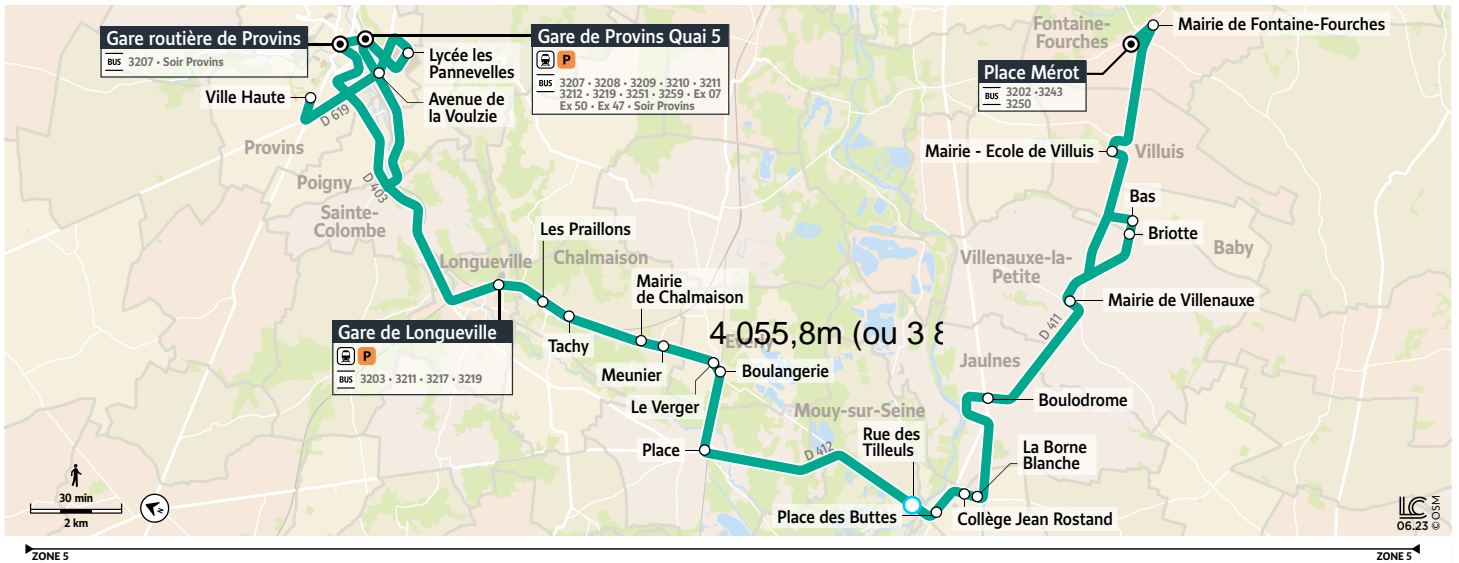 Gare routière de Provins
BUS 3207 • Soir Provins
Gare de Provins Quai 5
P
BUS 3207 • 3208 • 3209 • 3210 • 3211
3212 • 3219 • 3251 • 3259 • Ex 07
Ex 50 • Ex 47 • Soir Provins
Lycée les
Pannevelles
Ville Haute
Avenue de
la Voulzie
D 619
Provins
Poigny
D 403
Sainte-
Colombe
Longueville
Les Praillons
Chalmaison
Gare de Longueville
P
BUS 3203 • 3211 • 3217 • 3219
Tachy
Mairie
de Chalmaison
Meunier
4 055,8m (ou 3 8
Boulangerie
Le Verger
Place
Mouy-sur-Seine
D 412
Rue des
Tilleuls
Place des Buttes
Collège Jean Rostand
La Borne
Blanche
Boulodrome
Jaulnes
D 411
Mairie de Villenauxe
Villenauxe-la-
Petite
Baby
Briotte
Bas
Mairie - Ecole de Villuis
Villuis
Place Mérot
BUS 3202 •3243
3250
Fontaine-
Fourches
Mairie de Fontaine-Fourches
30 min
2 km
LC
06.23
© OSM
ZONE 5
ZONE 5